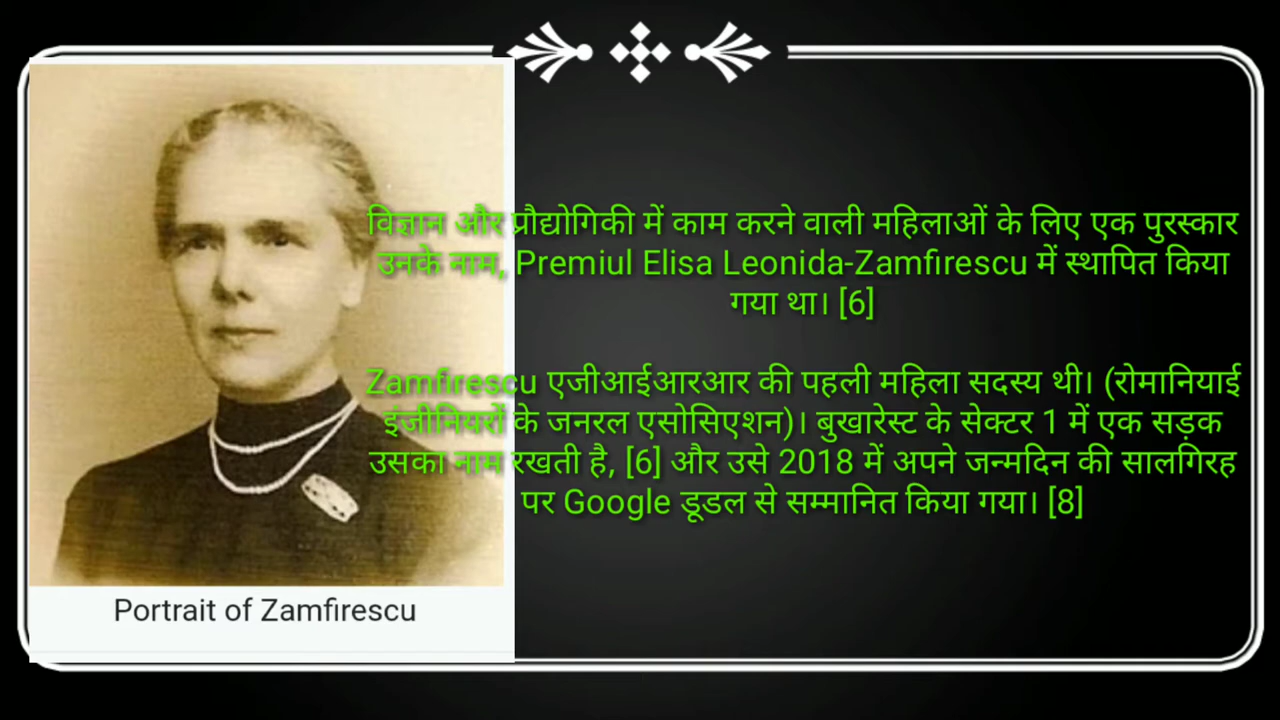 विज्ञान और प्रौद्योगिकी में काम करने वाली महिलाओं के लिए एक पुरस्कार
उनके नाम, Premiul Elisa Leonida-Zamfirescu में स्थापित किया
गया था। [6]
Zamfirescu एजीआईआरआर की पहली महिला सदस्य थी। (रोमानियाई
इंजीनियरों के जनरल एसोसिएशन)। बुखारेस्ट के सेक्टर 1 में एक सड़क
उसका नाम रखती है, [6] और उसे 2018 में अपने जन्मदिन की सालगिरह
पर Google डूडल से सम्मानित किया गया। [8]
Portrait of Zamfirescu